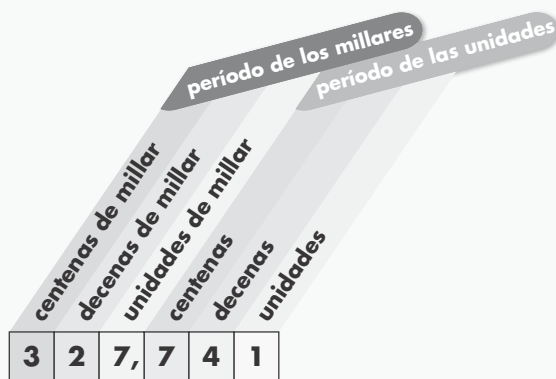 período de los millares
período de las unidades
centenas de millar
decenas de millar
unidades de millar
centenas
decenas
unidades
3 2 7, 7 4 1